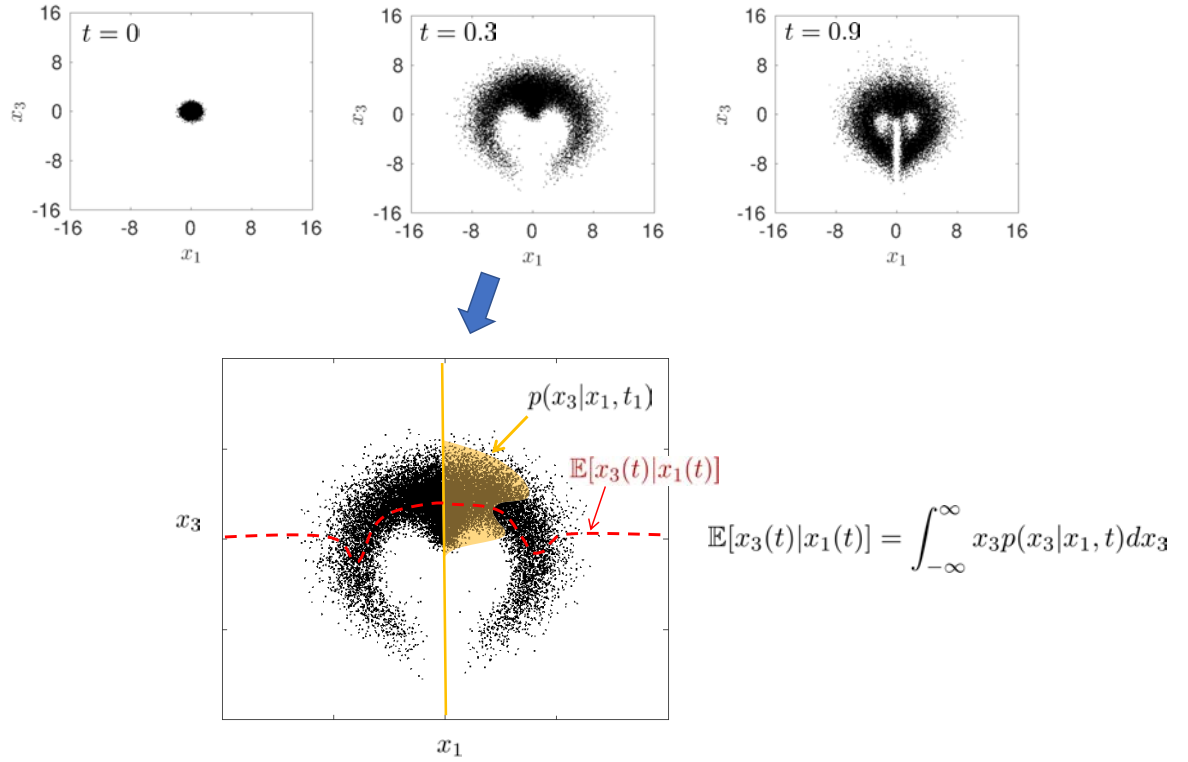 t = 0
16
8
0
-8
-16
-16 -8 0 8 16
x₃
x₁
t = 0.3
16
8
0
-8
-16
-16 -8 0 8 16
x₃
x₁
t = 0.9
16
8
0
-8
-16
-16 -8 0 8 16
x₃
x₁
p(x₃|x₁, t₁)
𝔼[x₃(t)|x₁(t)]
x₃
x₁
𝔼[x₃(t)|x₁(t)] = ∫_{-∞}^{∞} x₃p(x₃|x₁, t)dx₃